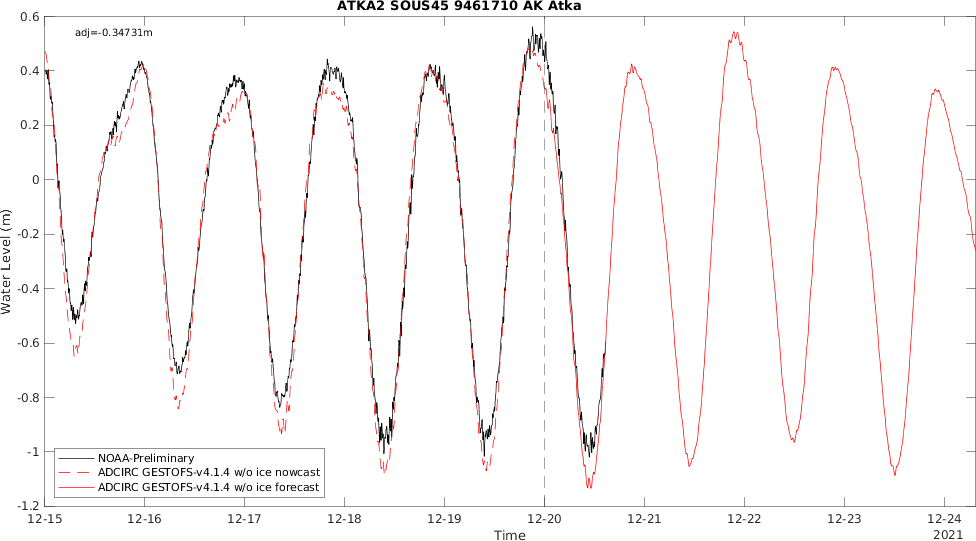 ATKA2 SOUS45 9461710 AK Atka
adj=-0.34731m
0.6
0.4
0.2
0
-0.2
-0.4
-0.6
-0.8
-1
-1.2
Water Level (m)
NOAA-Preliminary
ADCIRC GESTOFS-v4.1.4 w/o ice nowcast
ADCIRC GESTOFS-v4.1.4 w/o ice forecast
12-15 12-16 12-17 12-18 12-19 12-20 12-21 12-22 12-23 12-24
Time
2021